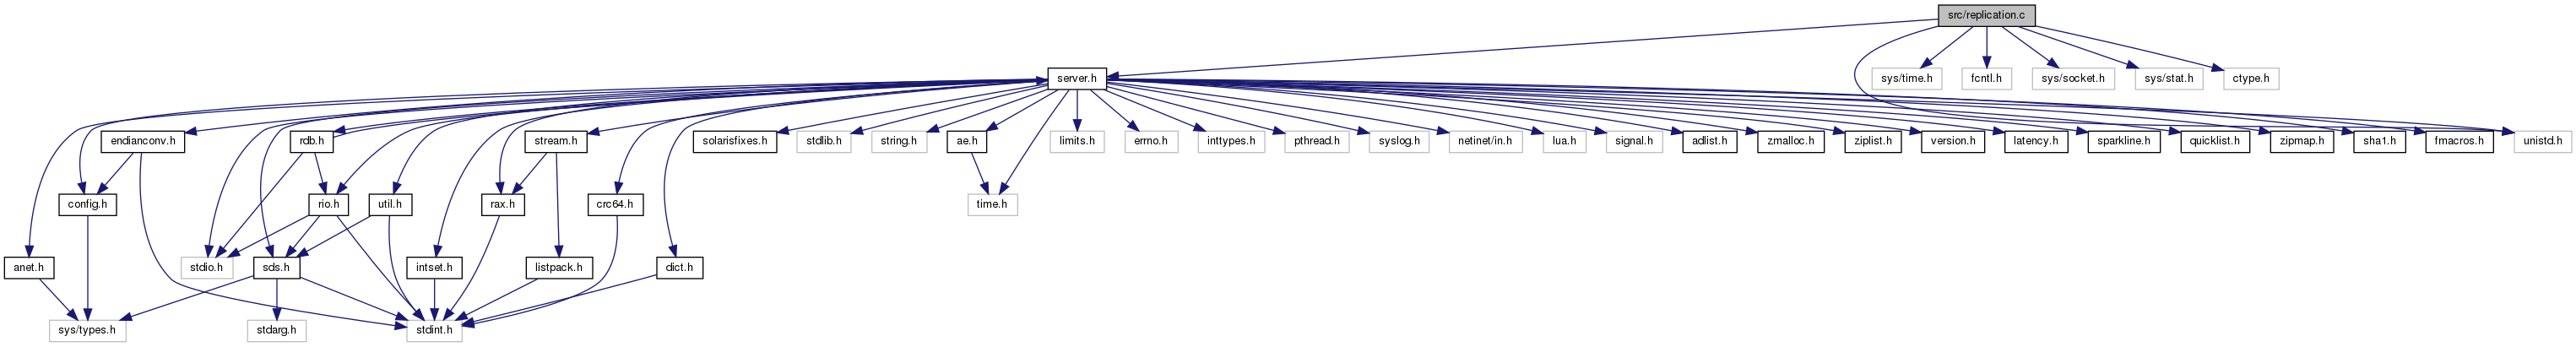 src/replication.c
server.h
sys/time.h
fcntl.h
sys/socket.h
sys/stat.h
ctype.h
endianconv.h
rdb.h
stream.h
solarisfixes.h
stdlib.h
string.h
ae.h
limits.h
errno.h
inttypes.h
pthread.h
syslog.h
netinet/in.h
lua.h
signal.h
adlist.h
zmalloc.h
ziplist.h
version.h
latency.h
sparkline.h
quicklist.h
zipmap.h
sha1.h
fmacros.h
unistd.h
config.h
rio.h
util.h
rax.h
crc64.h
time.h
anet.h
stdio.h
sds.h
intset.h
listpack.h
dict.h
sys/types.h
stdarg.h
stdint.h